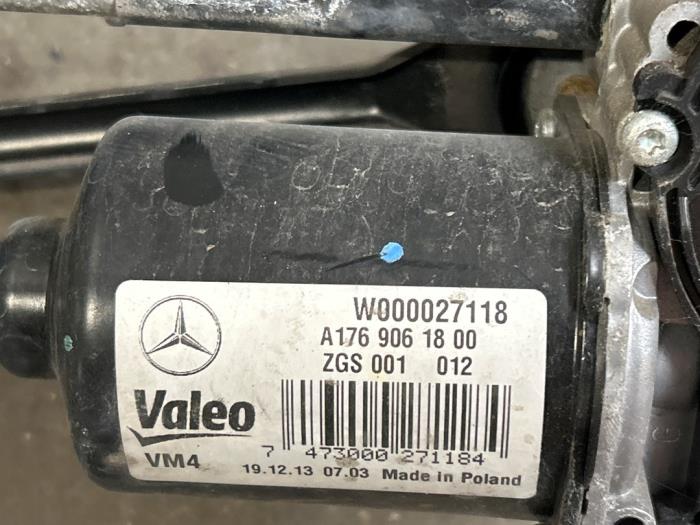 W000027118
A176 906 18 00
ZGS 001 012
Valeo
VM4
7 473000 271184
19.12.13 07.03 Made in Poland